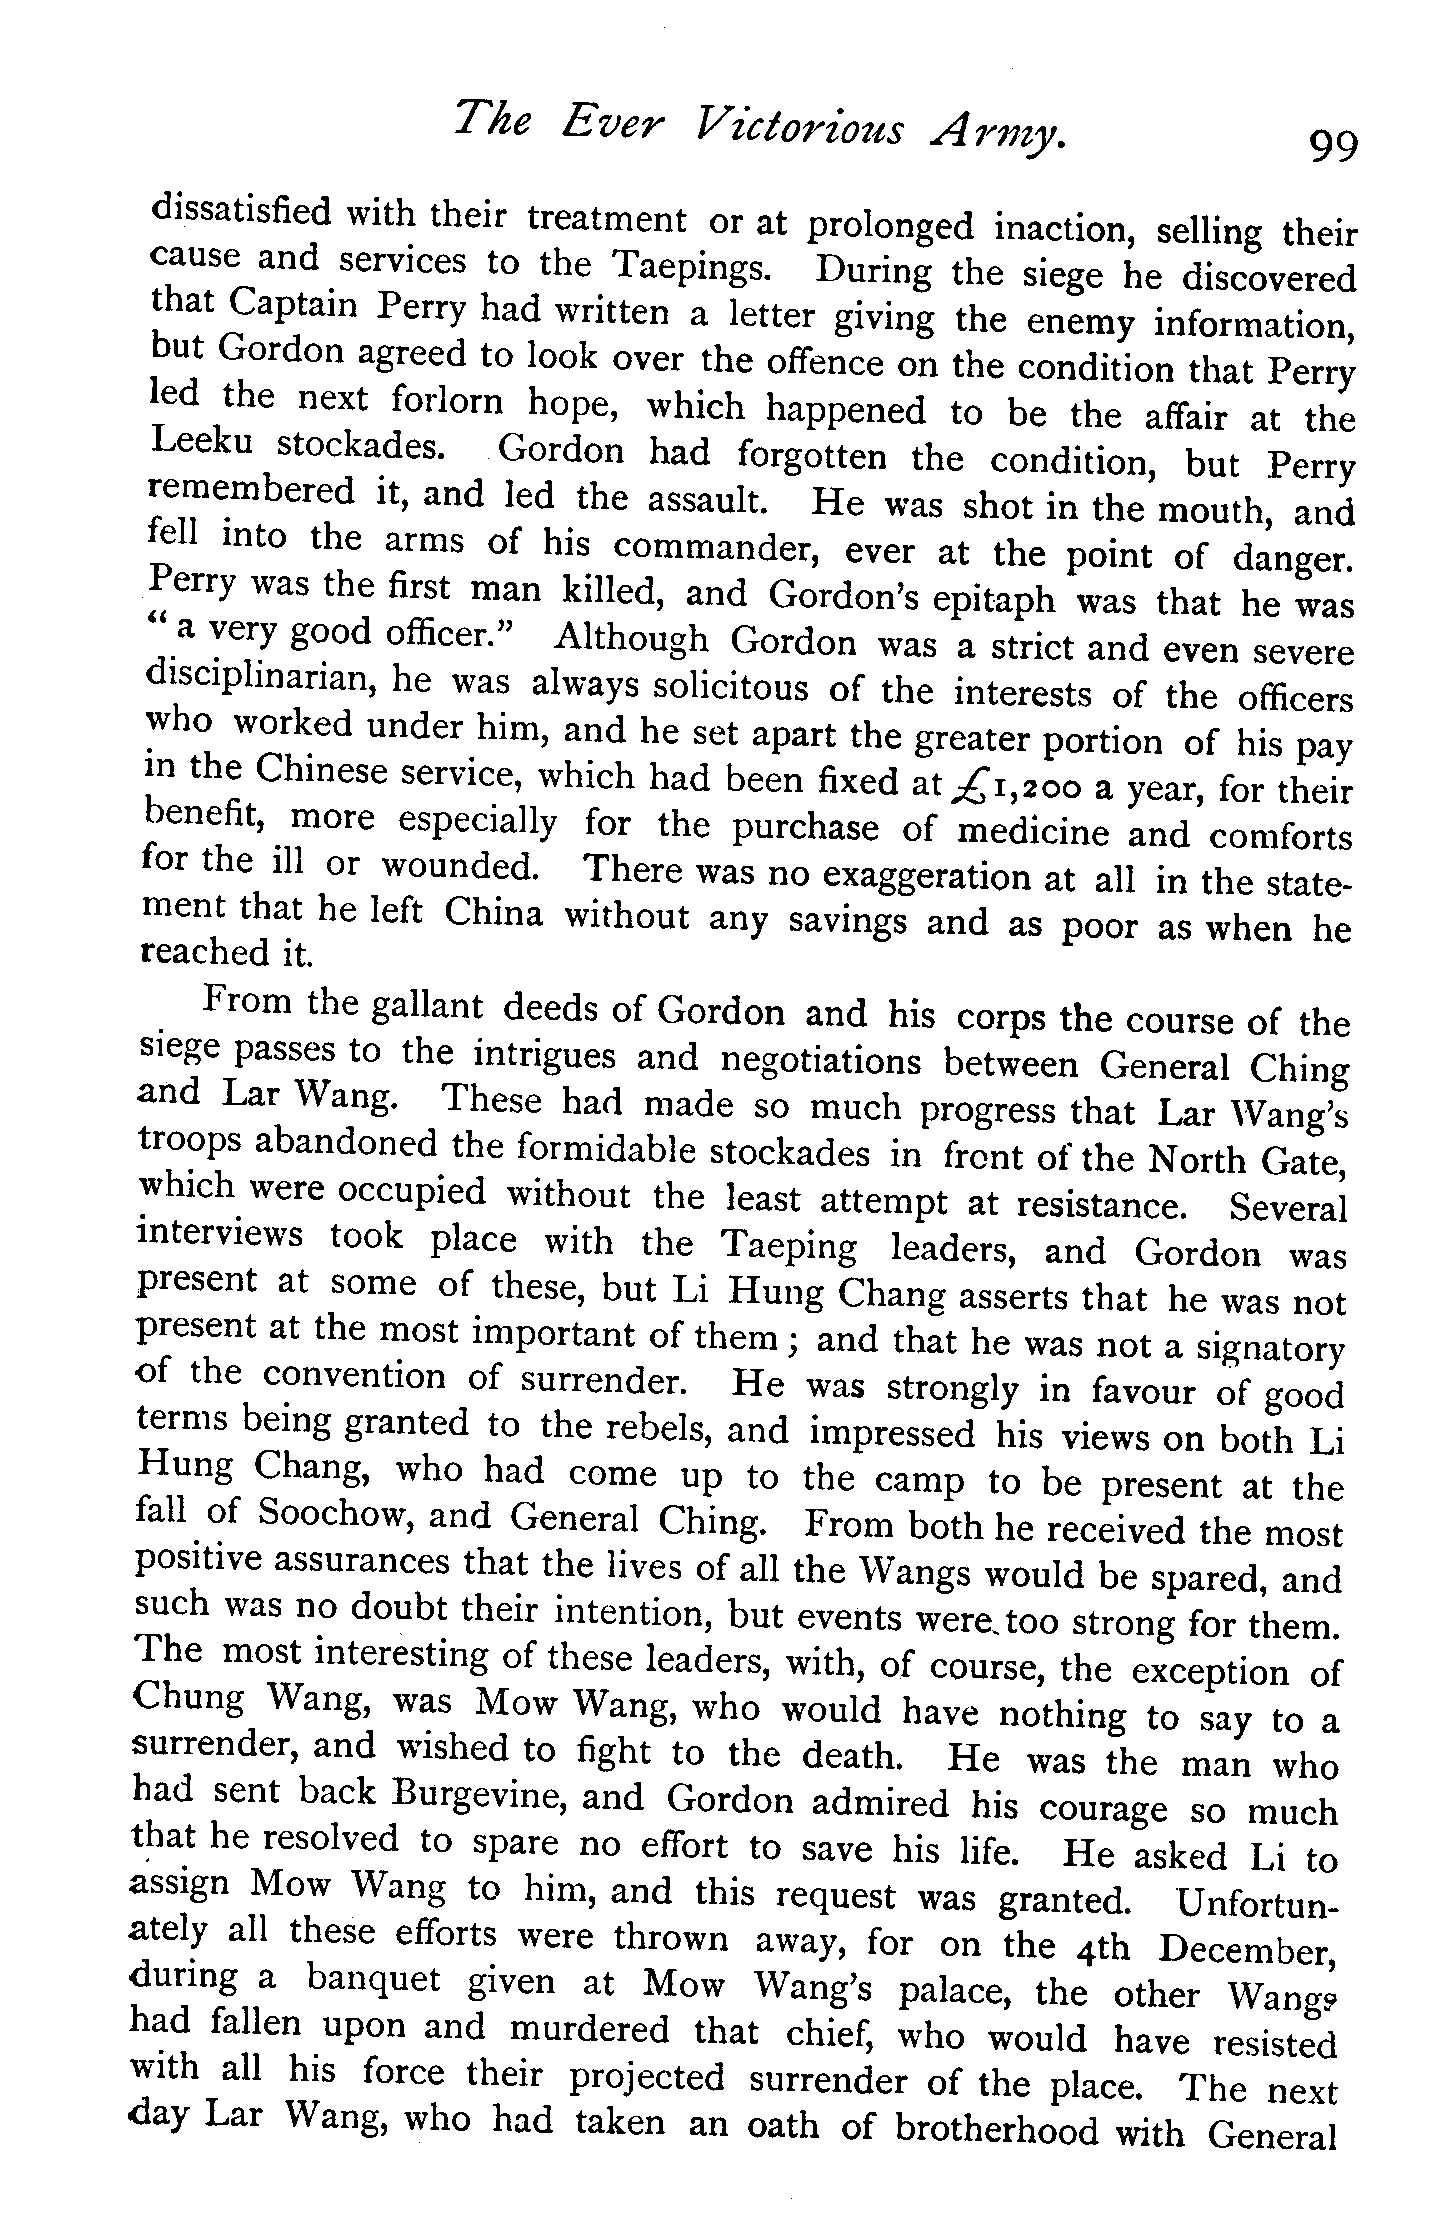 The Ever Victorious Army. 99
dissatisfied with their treatment or at prolonged inaction, selling their
cause and services to the Taepings. During the siege he discovered
that Captain Perry had written a letter giving the enemy information,
but Gordon agreed to look over the offence on the condition that Perry
led the next forlorn hope, which happened to be the affair at the
Leeku stockades. Gordon had forgotten the condition, but Perry
remembered it, and led the assault. He was shot in the mouth, and
fell into the arms of his commander, ever at the point of danger.
Perry was the first man killed, and Gordon's epitaph was that he was
“a very good officer.” Although Gordon was a strict and even severe
disciplinarian, he was always solicitous of the interests of the officers
who worked under him, and he set apart the greater portion of his pay
in the Chinese service, which had been fixed at £1,200 a year, for their
benefit, more especially for the purchase of medicine and comforts
for the ill or wounded. There was no exaggeration at all in the state-
ment that he left China without any savings and as poor as when he
reached it.
From the gallant deeds of Gordon and his corps the course of the
siege passes to the intrigues and negotiations between General Ching
and Lar Wang. These had made so much progress that Lar Wang's
troops abandoned the formidable stockades in front of the North Gate,
which were occupied without the least attempt at resistance. Several
interviews took place with the Taeping leaders, and Gordon was
present at some of these, but Li Hung Chang asserts that he was not
present at the most important of them; and that he was not a signatory
of the convention of surrender. He was strongly in favour of good
terms being granted to the rebels, and impressed his views on both Li
Hung Chang, who had come up to the camp to be present at the
fall of Soochow, and General Ching. From both he received the most
positive assurances that the lives of all the Wangs would be spared, and
such was no doubt their intention, but events were too strong for them.
The most interesting of these leaders, with, of course, the exception of
Chung Wang, was Mow Wang, who would have nothing to say to a
surrender, and wished to fight to the death. He was the man who
had sent back Burgevine, and Gordon admired his courage so much
that he resolved to spare no effort to save his life. He asked Li to
assign Mow Wang to him, and this request was granted. Unfortun-
ately all these efforts were thrown away, for on the 4th December,
during a banquet given at Mow Wang's palace, the other Wangs
had fallen upon and murdered that chief, who would have resisted
with all his force their projected surrender of the place. The next
day Lar Wang, who had taken an oath of brotherhood with General